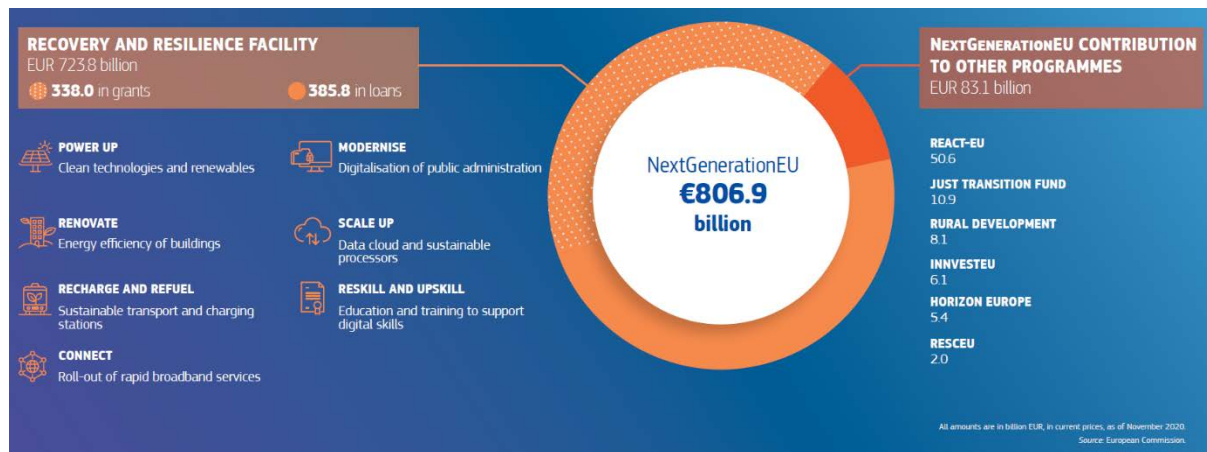 RECOVERY AND RESILIENCE FACILITY
EUR 723.8 billion
338.0 in grants
385.8 in loans
POWER UP
Clean technologies and renewables
MODERNISE
Digitalisation of public administration
RENOVATE
Energy efficiency of buildings
SCALE UP
Data cloud and sustainable
processors
RECHARGE AND REFUEL
Sustainable transport and charging
stations
RESKILL AND UPSKILL
Education and training to support
digital skills
CONNECT
Roll-out of rapid broadband services
NextGenerationEU
€806.9
billion
NEXTGENERATIONEU CONTRIBUTION
TO OTHER PROGRAMMES
EUR 83.1 billion
REACT-EU
50.6
JUST TRANSITION FUND
10.9
RURAL DEVELOPMENT
8.1
INNVESTEU
6.1
HORIZON EUROPE
5.4
RESCEU
2.0
All amounts are in billion EUR, in current prices, as of November 2020.
Source: European Commission.